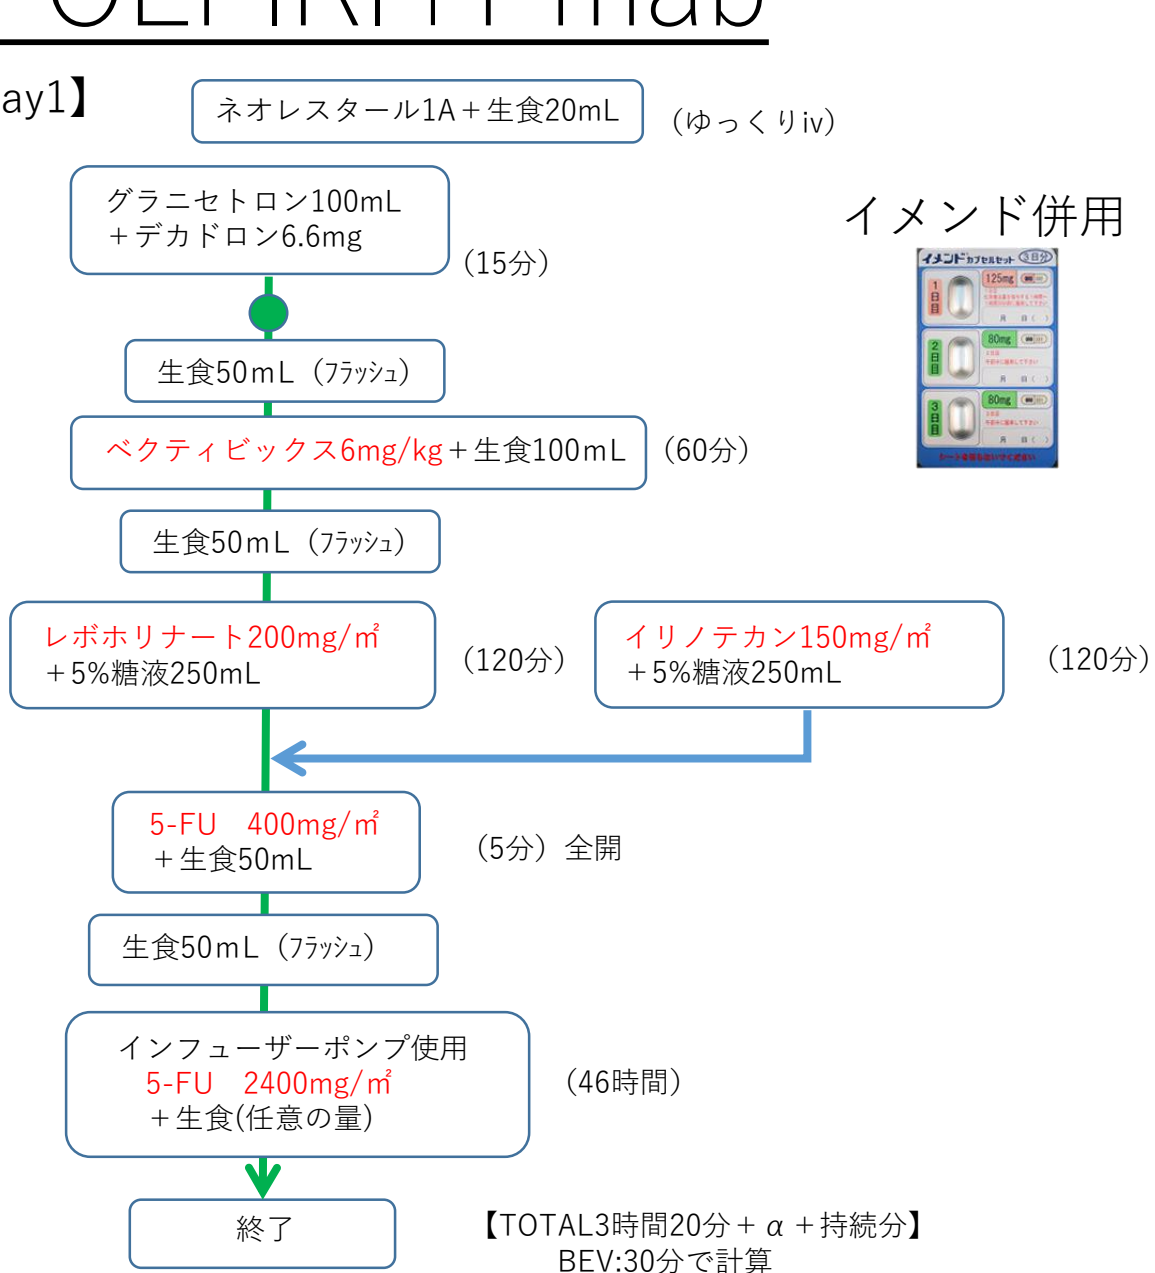 OLFIRI+Pmab
ay1】
ネオレスタール1A＋生食20mL
（ゆっくりiv）
グラニセトロン100mL
＋デカドロン6.6mg
（15分）
イメンド併用
イメンドカプセルセット 3日分
1日目
125mg
月 日（ ）
2日目
80mg
月 日（ ）
3日目
80mg
月 日（ ）
生食50mL（ﾌﾗｯｼｭ）
ベクティビックス6mg/kg＋生食100mL
（60分）
生食50mL（ﾌﾗｯｼｭ）
レボホリナート200mg/㎡
＋5%糖液250mL
（120分）
イリノテカン150mg/㎡
＋5%糖液250mL
（120分）
5-FU　400mg/㎡
＋生食50mL
（5分）全開
生食50mL（ﾌﾗｯｼｭ）
インフューザーポンプ使用
5-FU　2400mg/㎡
＋生食(任意の量)
（46時間）
終了
【TOTAL3時間20分＋α＋持続分】
BEV:30分で計算